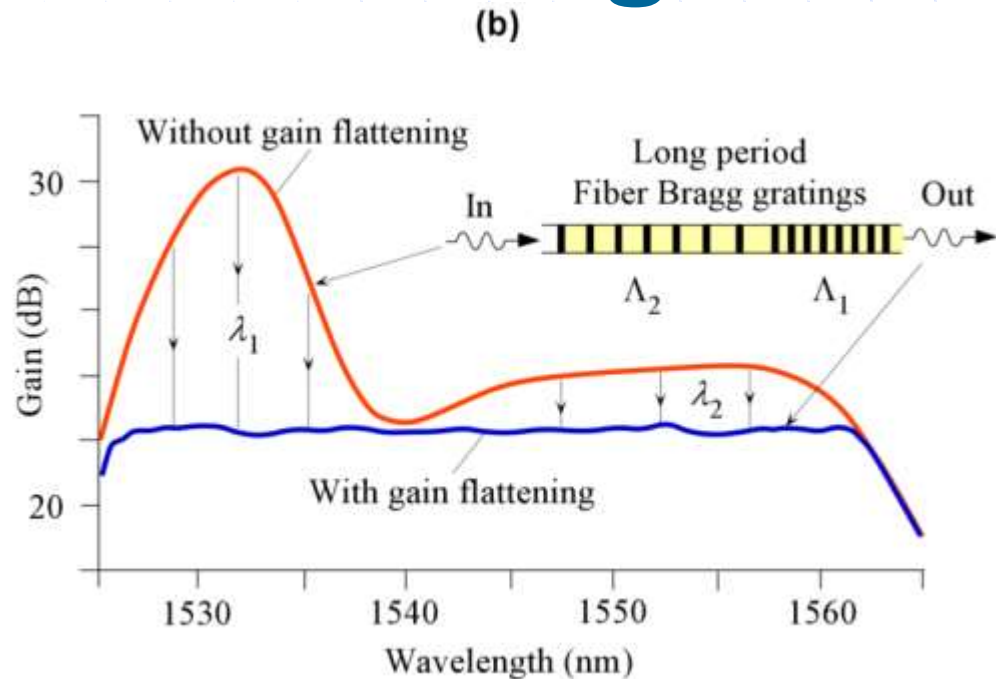 (b)
Without gain flattening
Long period
Fiber Bragg gratings
In
Out
Λ2
Λ1
λ1
λ2
With gain flattening
30
20
Gain (dB)
1530
1540
1550
1560
Wavelength (nm)